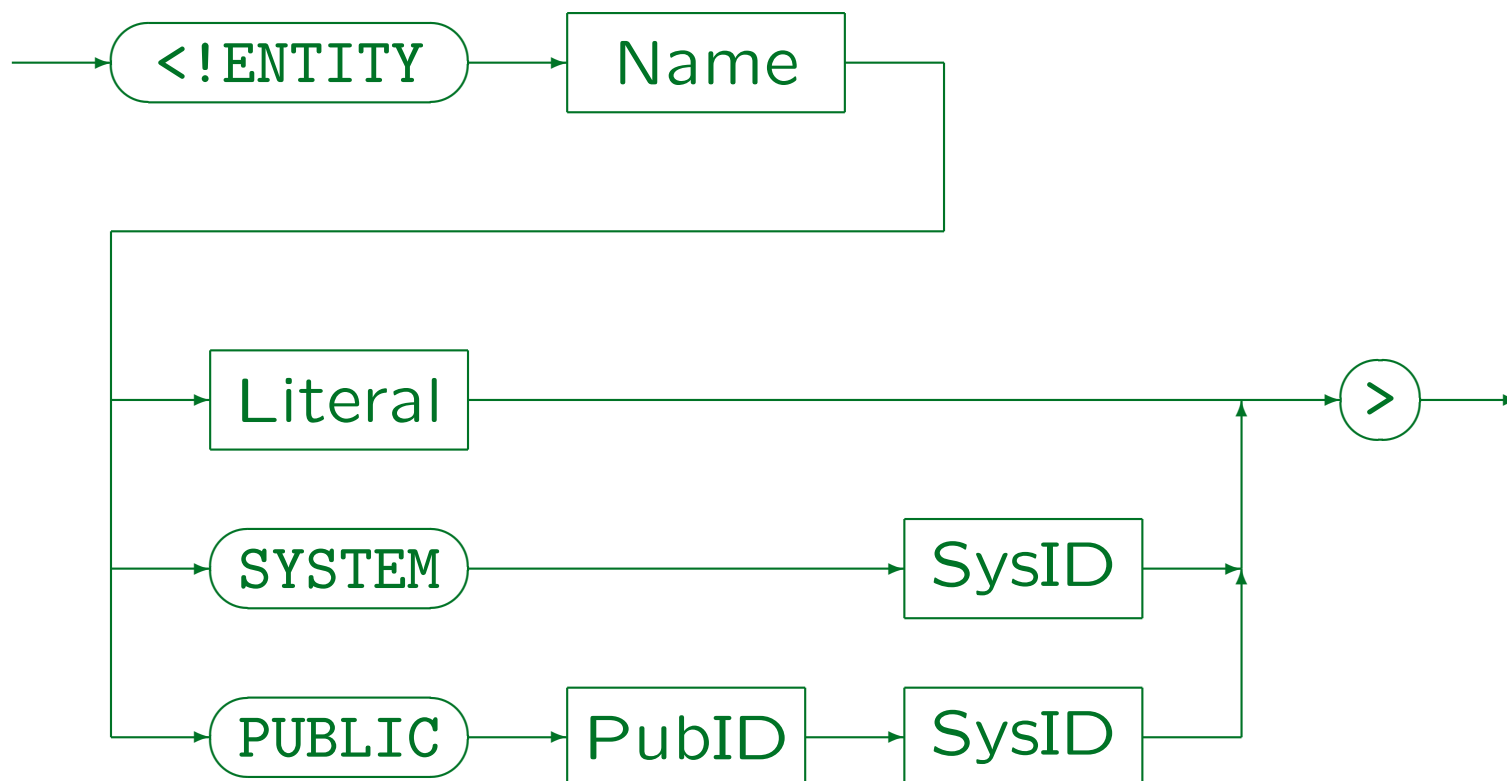 <!ENTITY Name
Literal >
SYSTEM SysID
PUBLIC PubID SysID